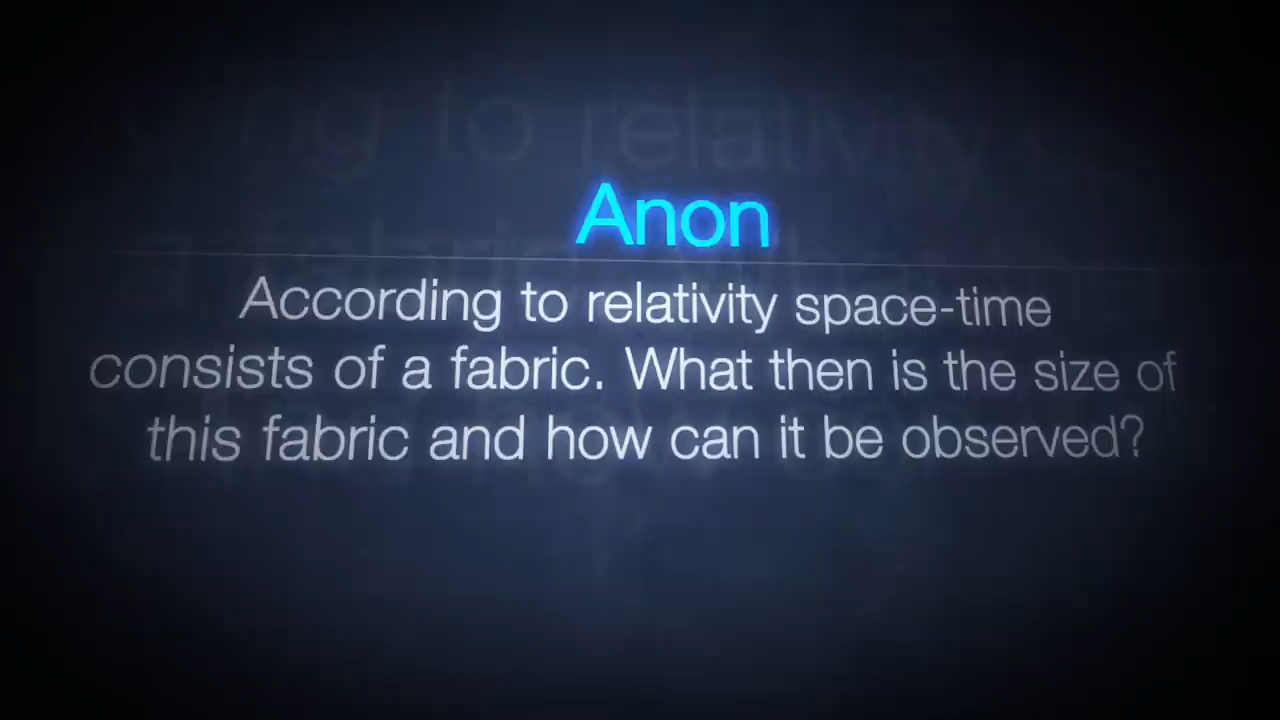 Anon
According to relativity space-time
consists of a fabric. What then is the size of
this fabric and how can it be observed?